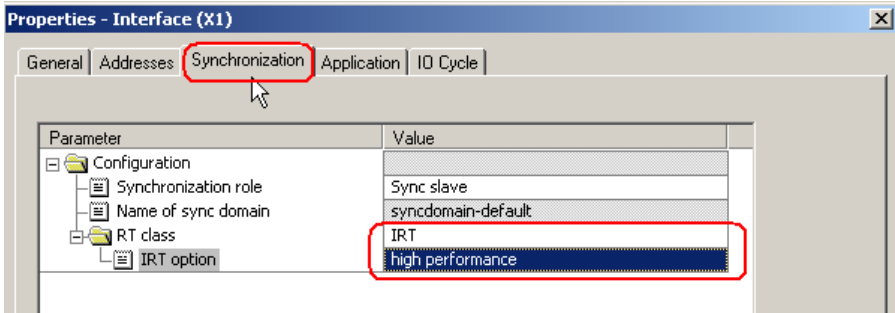 Properties - Interface (X1)
General Addresses Synchronization Application IO Cycle
Parameter Value
Configuration
Synchronization role Sync slave
Name of sync domain syncdomain-default
RT class IRT
IRT option high performance